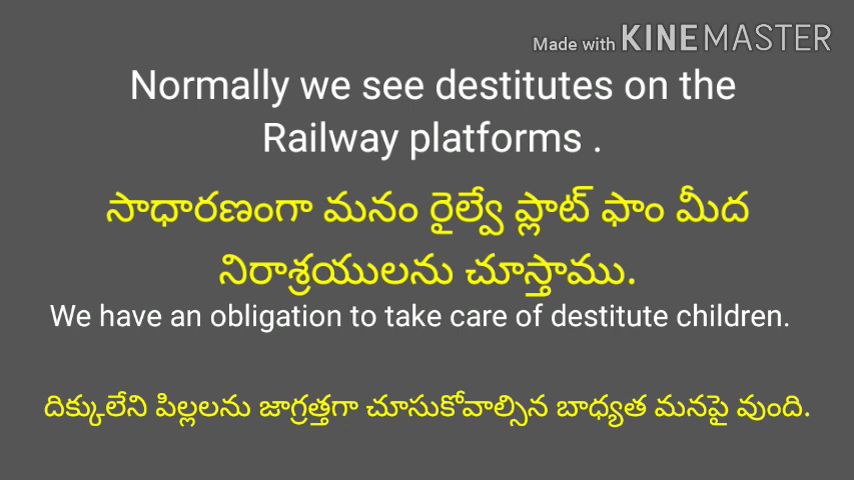 Made with KINEMASTER
Normally we see destitutes on the
Railway platforms .
సాధారణంగా మనం రైల్వే ప్లాట్ ఫాం మీద
నిరాశ్రయులను చూస్తాము.
We have an obligation to take care of destitute children.
దిక్కులేని పిల్లలను జాగ్రత్తగా చూసుకోవాల్సిన బాధ్యత మనపై వుంది.